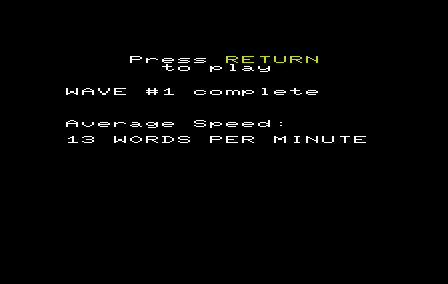 Press RETURN
to play
WAVE #1 complete
Average Speed:
13 WORDS PER MINUTE